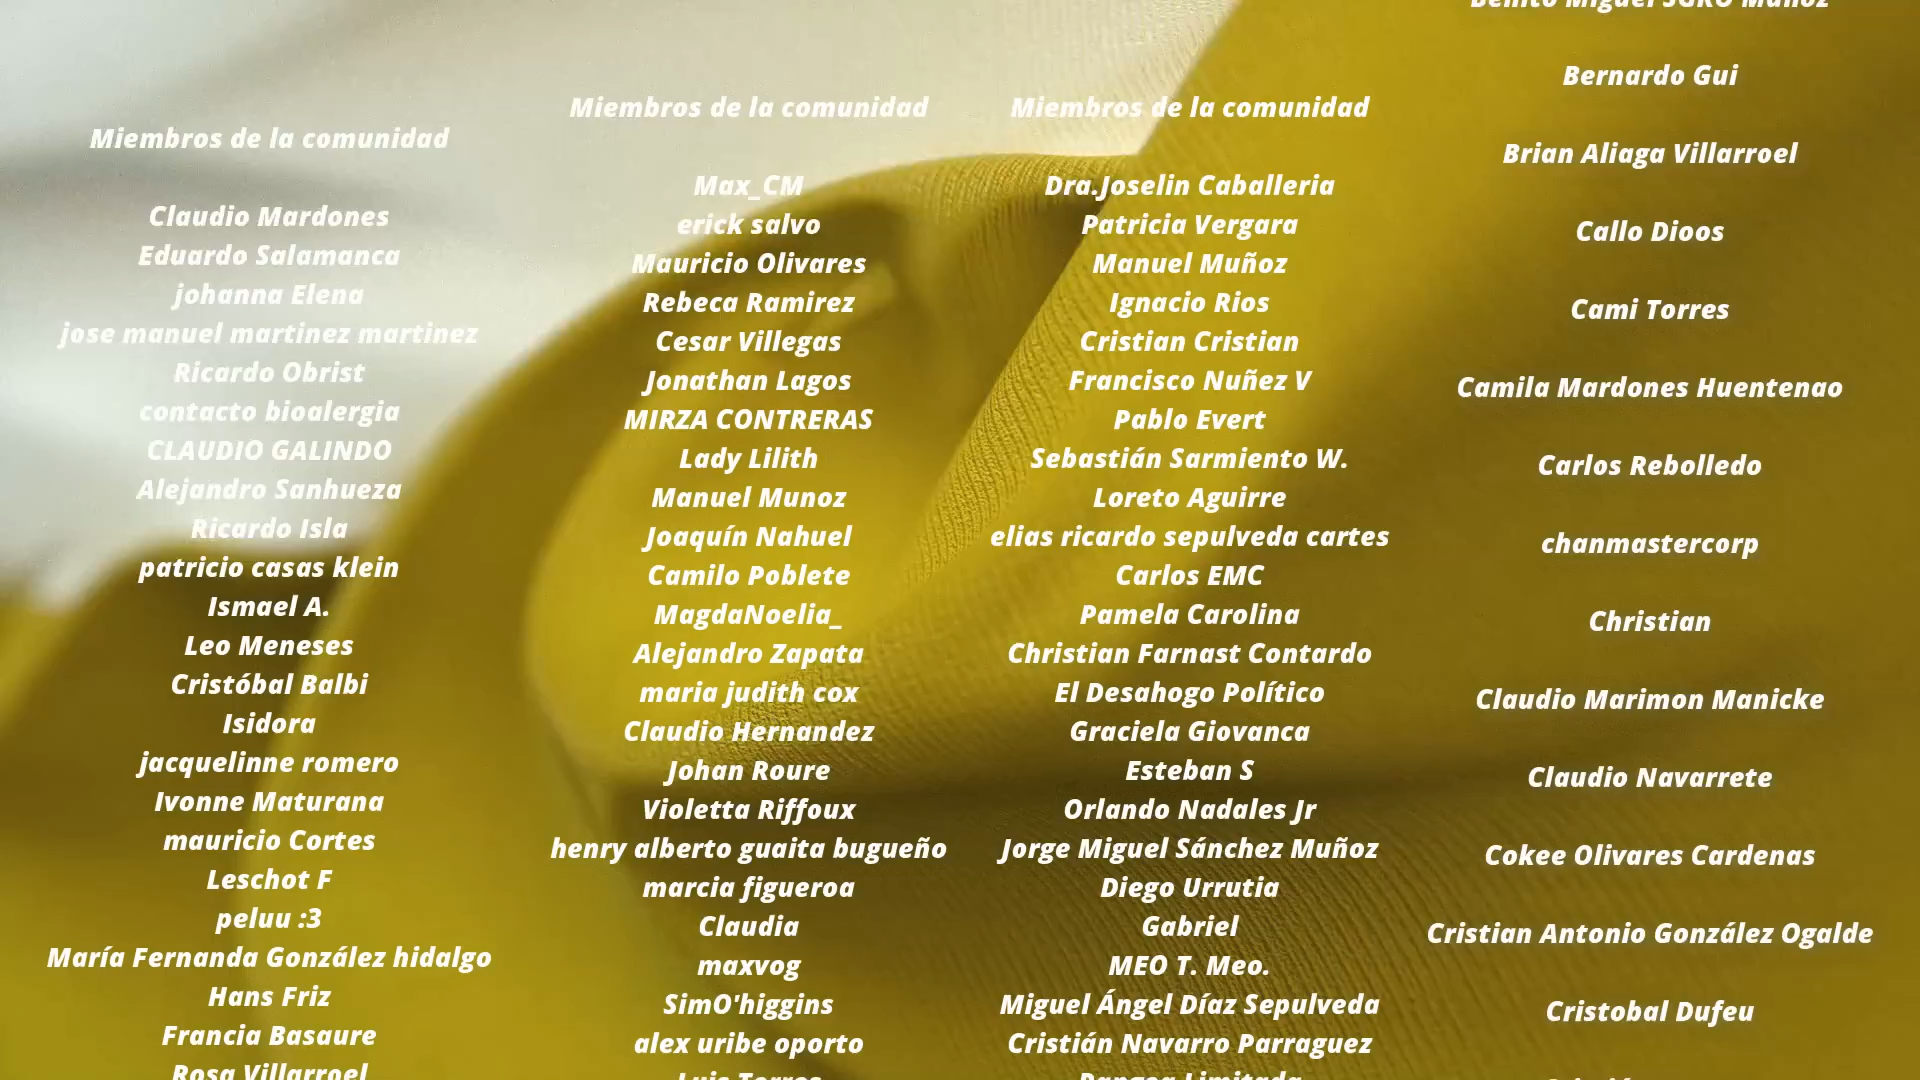 Miembros de la comunidad
Claudio Mardones
Eduardo Salamanca
johanna Elena
jose manuel martinez martinez
Ricardo Obrist
contacto bioalergia
CLAUDIO GALINDO
Alejandro Sanhueza
Ricardo Isla
patricio casas klein
Ismael A.
Leo Meneses
Cristóbal Balbi
Isidora
jacquelinne romero
Ivonne Maturana
mauricio Cortes
Leschot F
peluu :3
María Fernanda González hidalgo
Hans Friz
Francia Basaure
Rosa Villarroel
Miembros de la comunidad
Max_CM
erick salvo
Mauricio Olivares
Rebeca Ramirez
Cesar Villegas
Jonathan Lagos
MIRZA CONTRERAS
Lady Lilith
Manuel Munoz
Joaquín Nahuel
Camilo Poblete
MagdaNoelia_
Alejandro Zapata
maria judith cox
Claudio Hernandez
Johan Roure
Violetta Riffoux
henry alberto guaita bugueño
marcia figueroa
Claudia
maxvog
SimO'higgins
alex uribe oporto
Luis Torres
Miembros de la comunidad
Dra.Joselin Caballeria
Patricia Vergara
Manuel Muñoz
Ignacio Rios
Cristian Cristian
Francisco Nuñez V
Pablo Evert
Sebastián Sarmiento W.
Loreto Aguirre
elias ricardo sepulveda cartes
Carlos EMC
Pamela Carolina
Christian Farnast Contardo
El Desahogo Político
Graciela Giovanca
Esteban S
Orlando Nadales Jr
Jorge Miguel Sánchez Muñoz
Diego Urrutia
Gabriel
MEO T. Meo.
Miguel Ángel Díaz Sepulveda
Cristián Navarro Parraguez
Pangea Limitada
Benito Miguel SGRO Muñoz
Bernardo Gui
Brian Aliaga Villarroel
Callo Dioos
Cami Torres
Camila Mardones Huentenao
Carlos Rebolledo
chanmastercorp
Christian
Claudio Marimon Manicke
Claudio Navarrete
Cokee Olivares Cardenas
Cristian Antonio González Ogalde
Cristobal Dufeu